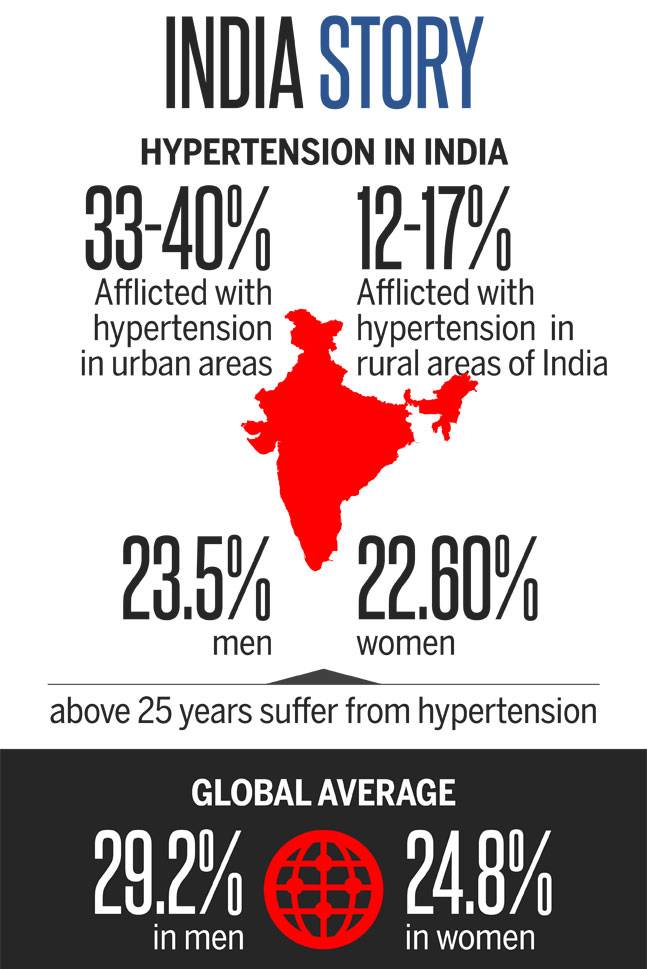 INDIA STORY
HYPERTENSION IN INDIA
33-40%
Afflicted with
hypertension
in urban areas
12-17%
Afflicted with
hypertension in
rural areas of India
23.5%
men
22.60%
women
above 25 years suffer from hypertension
GLOBAL AVERAGE
29.2%
in men
24.8%
in women